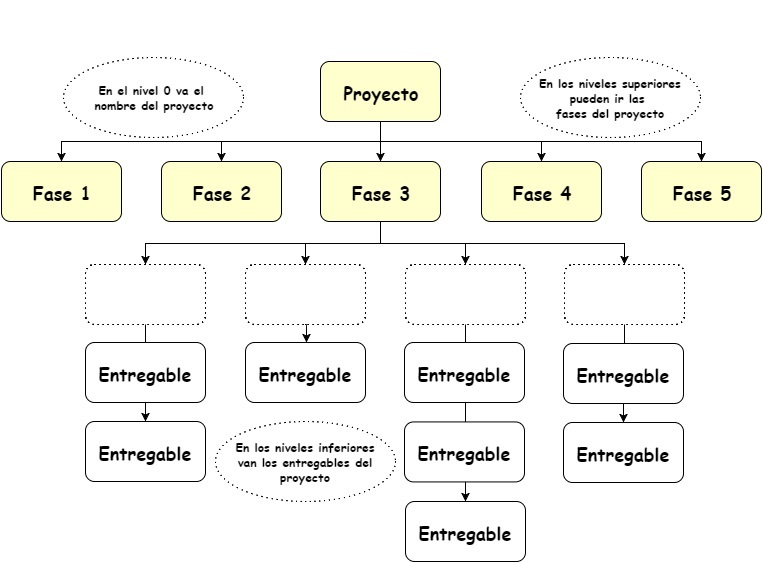 En el nivel 0 va el
nombre del proyecto
Proyecto
En los niveles superiores
pueden ir las
fases del proyecto
Fase 1
Fase 2
Fase 3
Fase 4
Fase 5
Entregable
Entregable
Entregable
Entregable
Entregable
En los niveles inferiores
van los entregables del
proyecto
Entregable
Entregable
Entregable